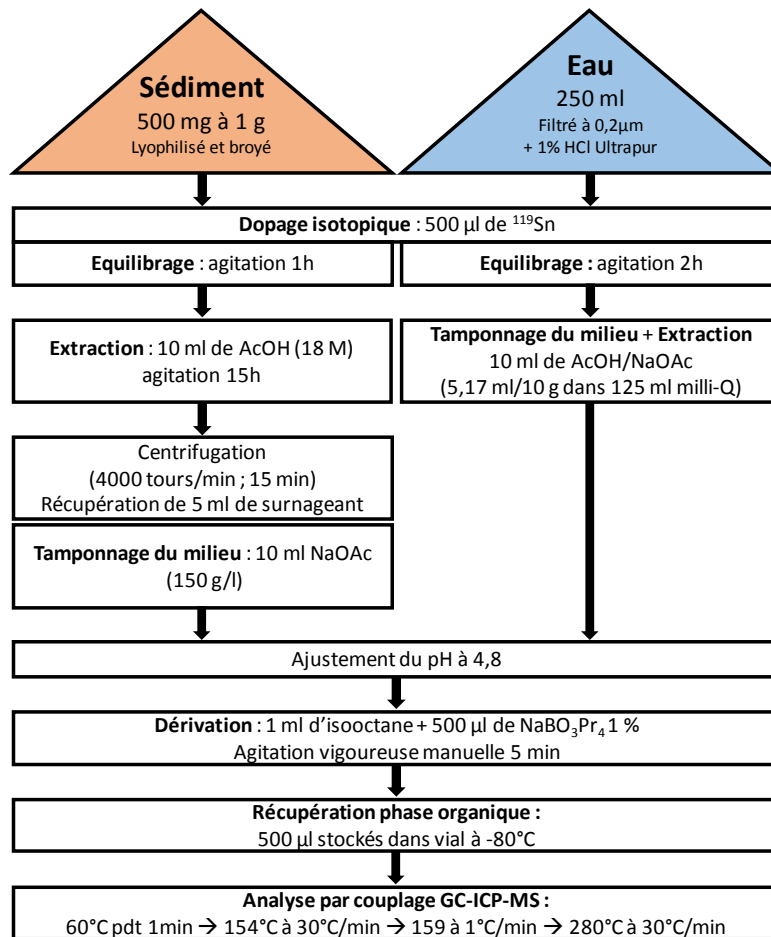 Sédiment
500 mg à 1 g
Lyophilisé et broyé
Eau
250 ml
Filtré à 0,2µm
+ 1% HCl Ultrapur
Dopage isotopique : 500 µl de ¹¹⁹Sn
Equilibrage : agitation 1h
Equilibrage : agitation 2h
Extraction : 10 ml de AcOH (18 M)
agitation 15h
Tamponnage du milieu + Extraction
10 ml de AcOH/NaOAc
(5,17 ml/10 g dans 125 ml milli-Q)
Centrifugation
(4000 tours/min ; 15 min)
Récupération de 5 ml de surnageant
Tamponnage du milieu : 10 ml NaOAc
(150 g/l)
Ajustement du pH à 4,8
Dérivation : 1 ml d’isooctane + 500 µl de NaBO₃Pr₄ 1 %
Agitation vigoureuse manuelle 5 min
Récupération phase organique :
500 µl stockés dans vial à -80°C
Analyse par couplage GC-ICP-MS :
60°C pdt 1min → 154°C à 30°C/min → 159 à 1°C/min → 280°C à 30°C/min